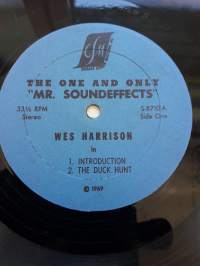 THE ONE AND ONLY
"MR. SOUNDEFFECTS"
33⅓ RPM
Stereo
Side One
WES HARRISON
in
1. INTRODUCTION
2. THE DUCK HUNT
© 1969